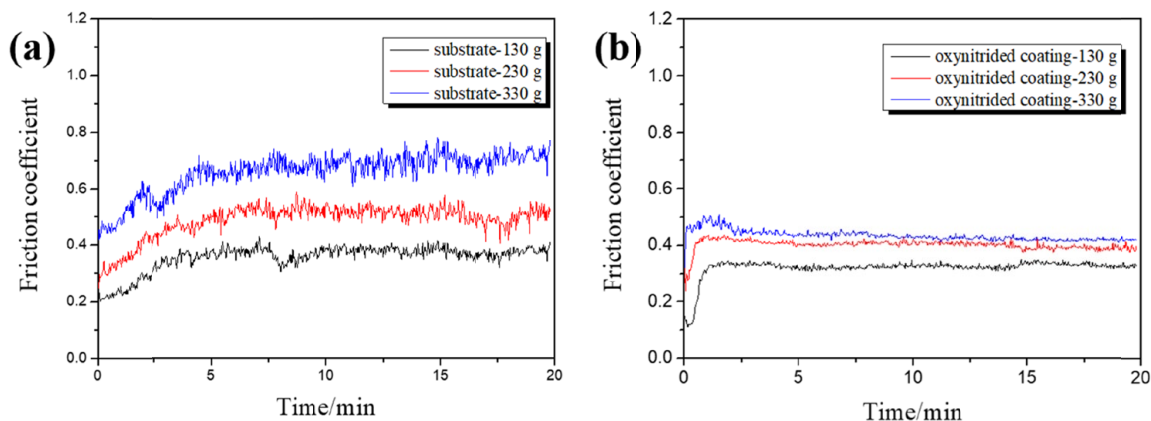 (a)
substrate-130 g
substrate-230 g
substrate-330 g
Friction coefficient
1.2
1.0
0.8
0.6
0.4
0.2
0.0
0 5 10 15 20
Time/min
(b)
oxynitrided coating-130 g
oxynitrided coating-230 g
oxynitrided coating-330 g
Friction coefficient
1.2
1.0
0.8
0.6
0.4
0.2
0.0
0 5 10 15 20
Time/min